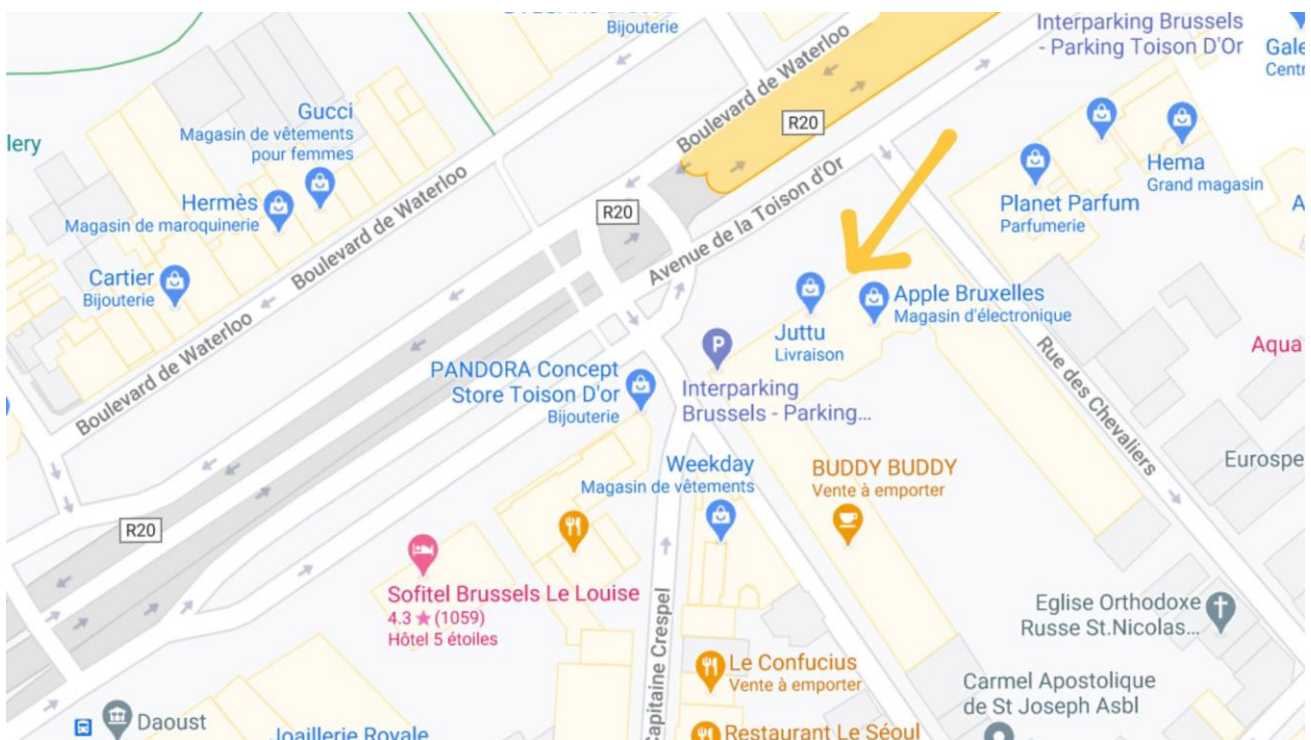 Bijouterie
Interparking Brussels
- Parking Toison D'Or
Gale
Centr
Boulevard de Waterloo
R20
Gucci
Magasin de vêtements
pour femmes
lery
Hermès
Magasin de maroquinerie
Boulevard de Waterloo
R20
Avenue de la Toison d'Or
Planet Parfum
Parfumerie
Hema
Grand magasin
A
Cartier
Bijouterie
Boulevard de Waterloo
Juttu
Livraison
Apple Bruxelles
Magasin d'électronique
Rue des Chevaliers
Aqua
PANDORA Concept
Store Toison D'or
Bijouterie
P
Interparking
Brussels - Parking...
Weekday
Magasin de vêtements
BUDDY BUDDY
Vente à emporter
Eurospe
R20
Sofitel Brussels Le Louise
4.3 ★ (1059)
Hôtel 5 étoiles
Capitaine Crespel
Eglise Orthodoxe
Russe St.Nicolas...
Le Confucius
Vente à emporter
Carmel Apostolique
de St Joseph Asbl
Daoust
Joaillerie Royale
Restaurant Le Séoul